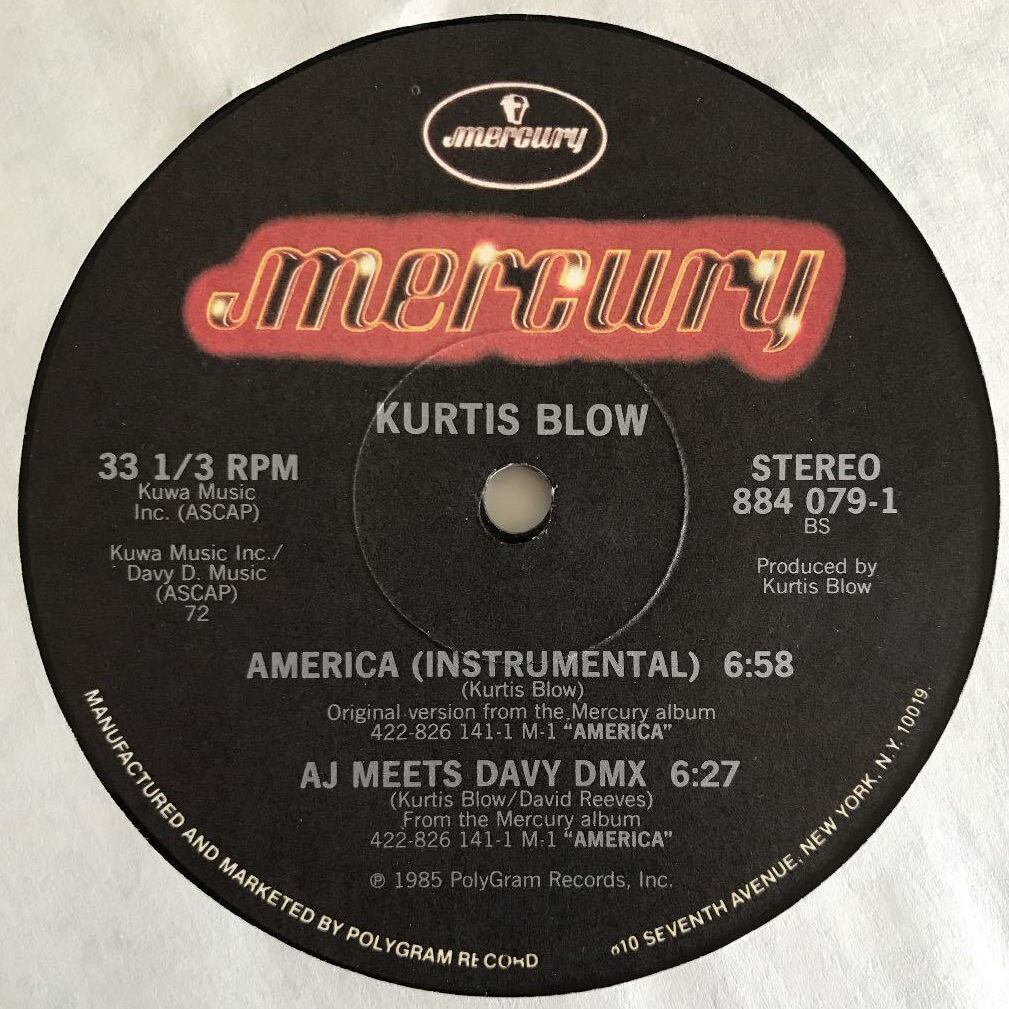 mercury
mercury
KURTIS BLOW
33 1/3 RPM
Kuwa Music
Inc. (ASCAP)
Kuwa Music Inc./
Davy D. Music
(ASCAP)
72
STEREO
884 079-1
BS
Produced by
Kurtis Blow
AMERICA (INSTRUMENTAL) 6:58
(Kurtis Blow)
Original version from the Mercury album
422-826 141-1 M-1 “AMERICA”
AJ MEETS DAVY DMX 6:27
(Kurtis Blow/David Reeves)
From the Mercury album
422-826 141-1 M-1 “AMERICA”
℗ 1985 PolyGram Records, Inc.
MANUFACTURED AND MARKETED BY POLYGRAM RECORD 810 SEVENTH AVENUE, NEW YORK, N.Y. 10019.